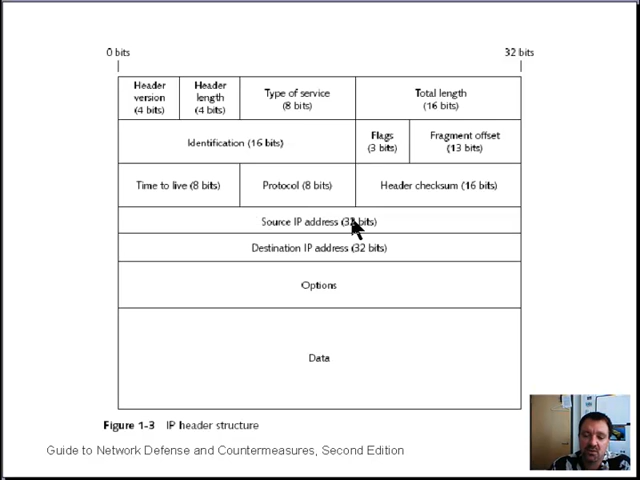 0 bits 32 bits
Header version (4 bits)
Header length (4 bits)
Type of service (8 bits)
Total length (16 bits)
Identification (16 bits)
Flags (3 bits)
Fragment offset (13 bits)
Time to live (8 bits)
Protocol (8 bits)
Header checksum (16 bits)
Source IP address (32 bits)
Destination IP address (32 bits)
Options
Data
Figure 1-3 IP header structure
Guide to Network Defense and Countermeasures, Second Edition